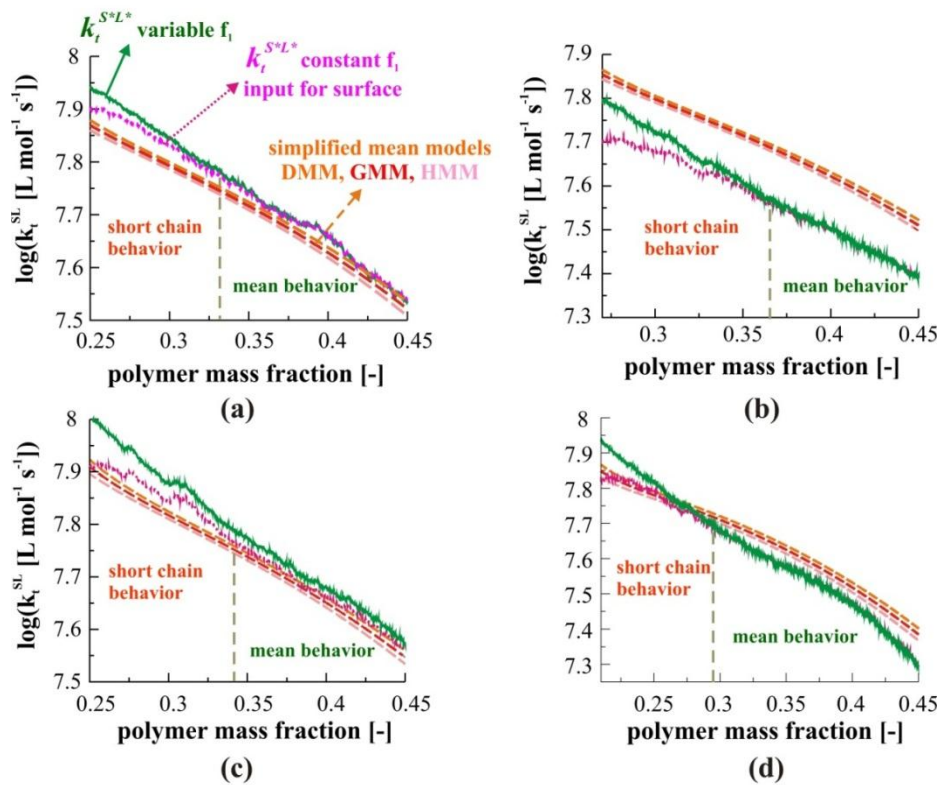 k_t^{S*L*} variable f_1
k_t^{S*L*} constant f_1
input for surface
simplified mean models
DMM, GMM, HMM
short chain
behavior
mean behavior
log(k_t^{SL} [L mol^{-1} s^{-1}])
8
7.9
7.8
7.7
7.6
7.5
0.25
0.3
0.35
0.4
0.45
polymer mass fraction [-]
(a)
log(k_t^{SL} [L mol^{-1} s^{-1}])
7.9
7.8
7.7
7.6
7.5
7.4
7.3
short chain
behavior
mean behavior
0.3
0.35
0.4
0.45
polymer mass fraction [-]
(b)
log(k_t^{SL} [L mol^{-1} s^{-1}])
8
7.9
7.8
7.7
7.6
7.5
short chain
behavior
mean behavior
0.25
0.3
0.35
0.4
0.45
polymer mass fraction [-]
(c)
log(k_t^{SL} [L mol^{-1} s^{-1}])
8
7.9
7.8
7.7
7.6
7.5
7.4
7.3
short chain
behavior
mean behavior
0.25
0.3
0.35
0.4
0.45
polymer mass fraction [-]
(d)